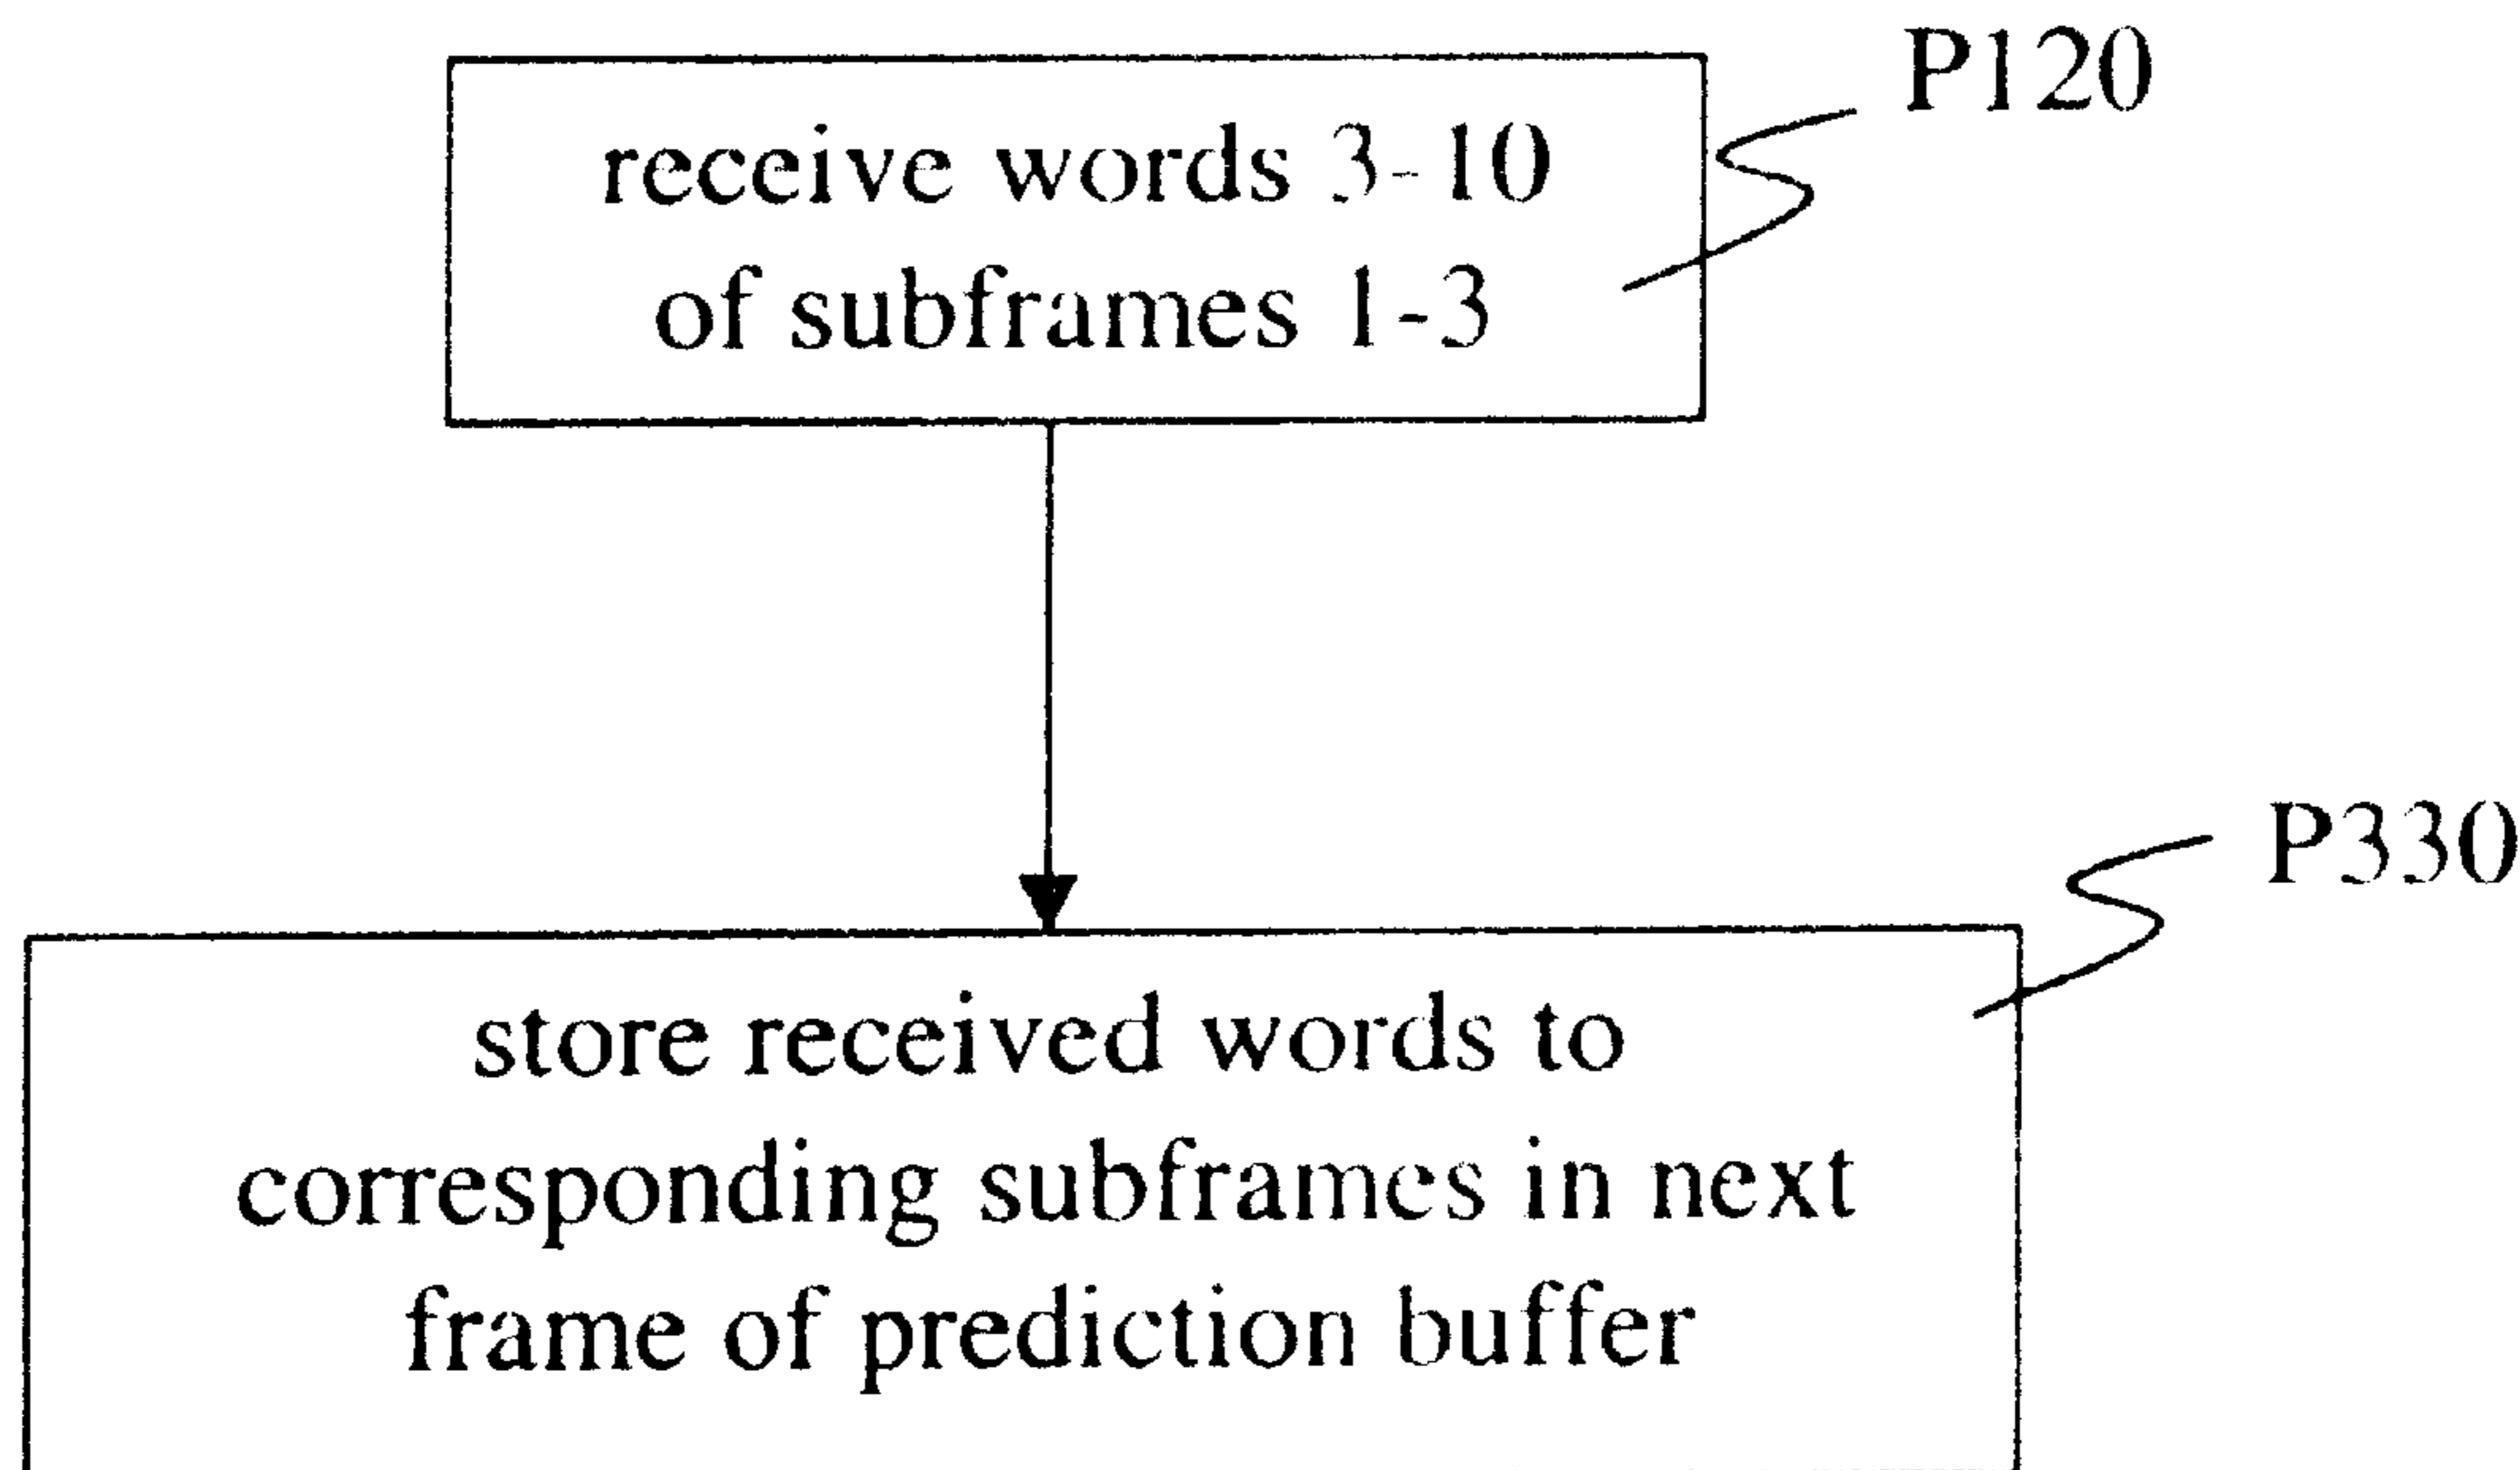 P120
receive words 3-10
of subframes 1-3
P330
store received words to
corresponding subframes in next
frame of prediction buffer